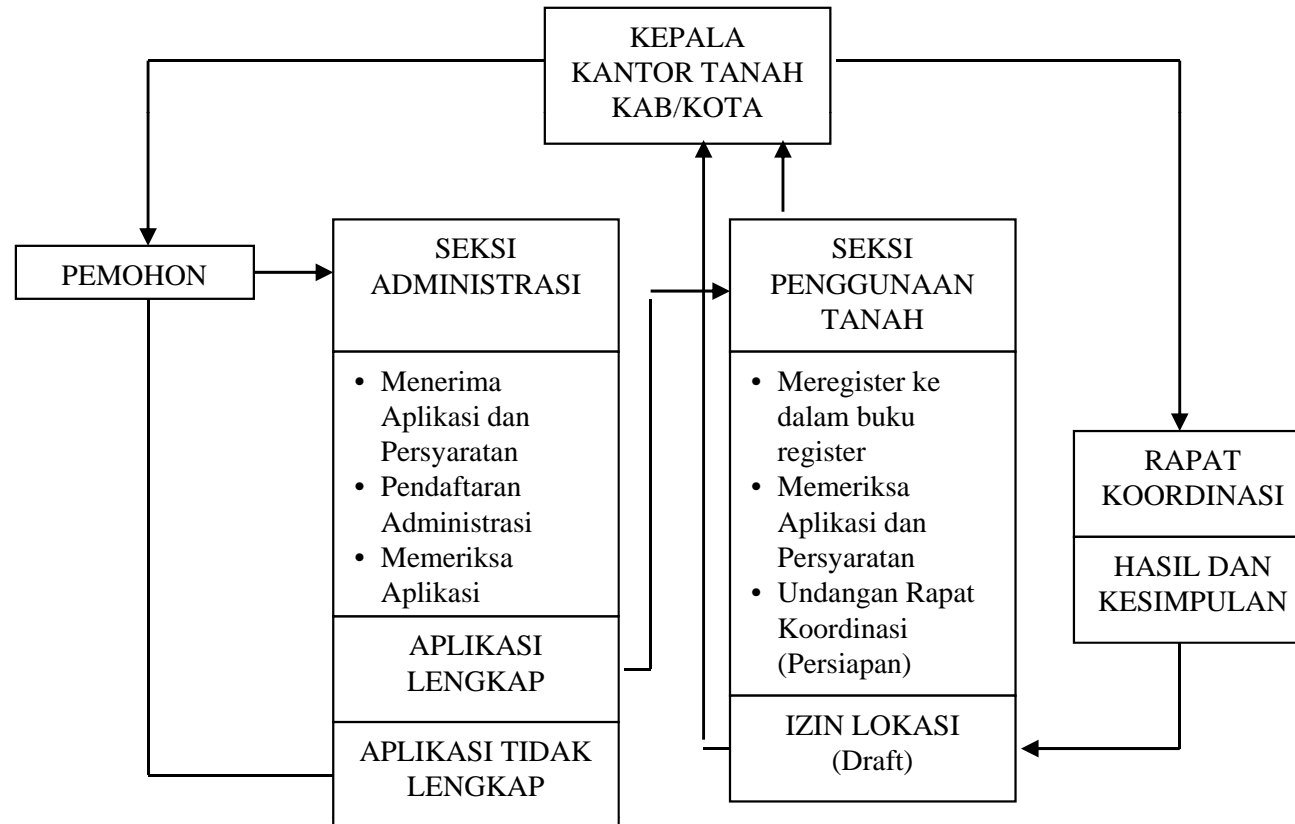 KEPALA
KANTOR TANAH
KAB/KOTA
PEMOHON
SEKSI
ADMINISTRASI
• Menerima
Aplikasi dan
Persyaratan
• Pendaftaran
Administrasi
• Memeriksa
Aplikasi
APLIKASI
LENGKAP
APLIKASI TIDAK
LENGKAP
SEKSI
PENGGUNAAN
TANAH
• Meregister ke
dalam buku
register
• Memeriksa
Aplikasi dan
Persyaratan
• Undangan Rapat
Koordinasi
(Persiapan)
IZIN LOKASI
(Draft)
RAPAT
KOORDINASI
HASIL DAN
KESIMPULAN